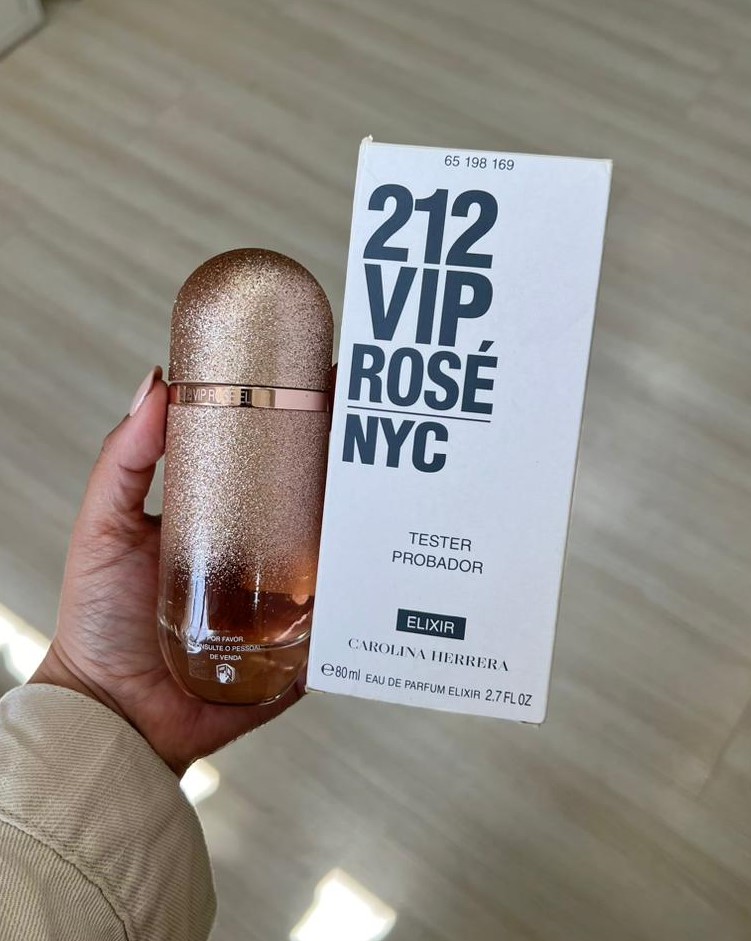 65 198 169
212
VIP
ROSÉ
NYC
TESTER
PROBADOR
ELIXIR
CAROLINA HERRERA
℮80ml EAU DE PARFUM ELIXIR 2.7 FL OZ
VIP ROSÉ EL
POR FAVOR,
CONSULTE O PESSOAL
DE VENDA